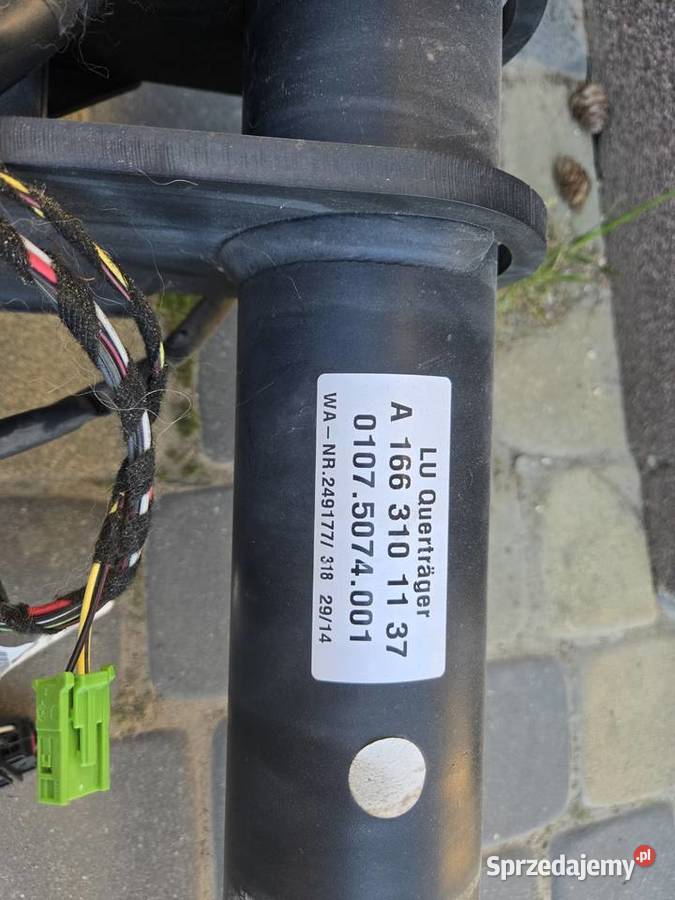 LU Querträger
A 166 310 11 37
0107.5074.001
WA-NR.249177// 318 29/14
Sprzedajemy.pl